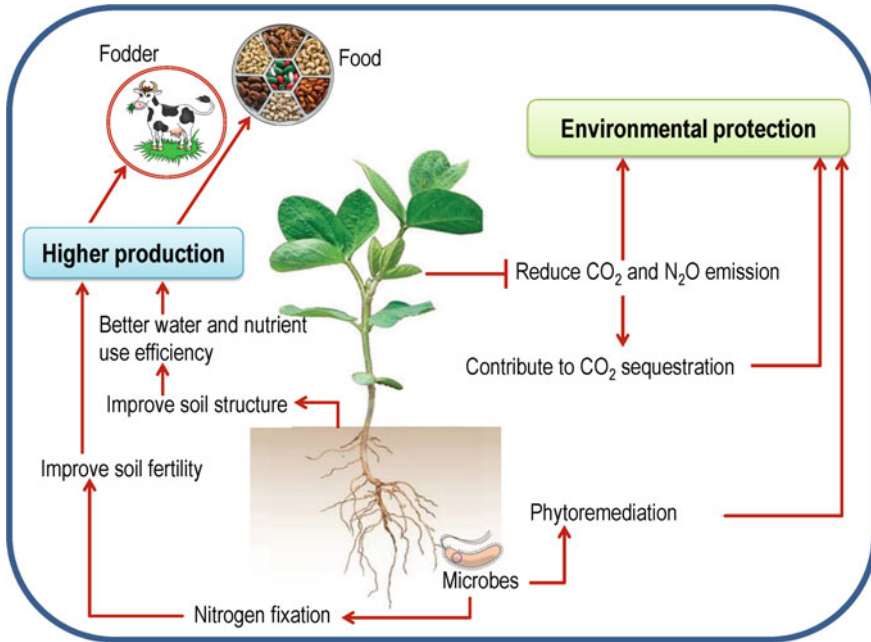 Fodder
Food
Environmental protection
Higher production
Reduce CO₂ and N₂O emission
Better water and nutrient
use efficiency
Contribute to CO₂ sequestration
Improve soil structure
Improve soil fertility
Phytoremediation
Microbes
Nitrogen fixation